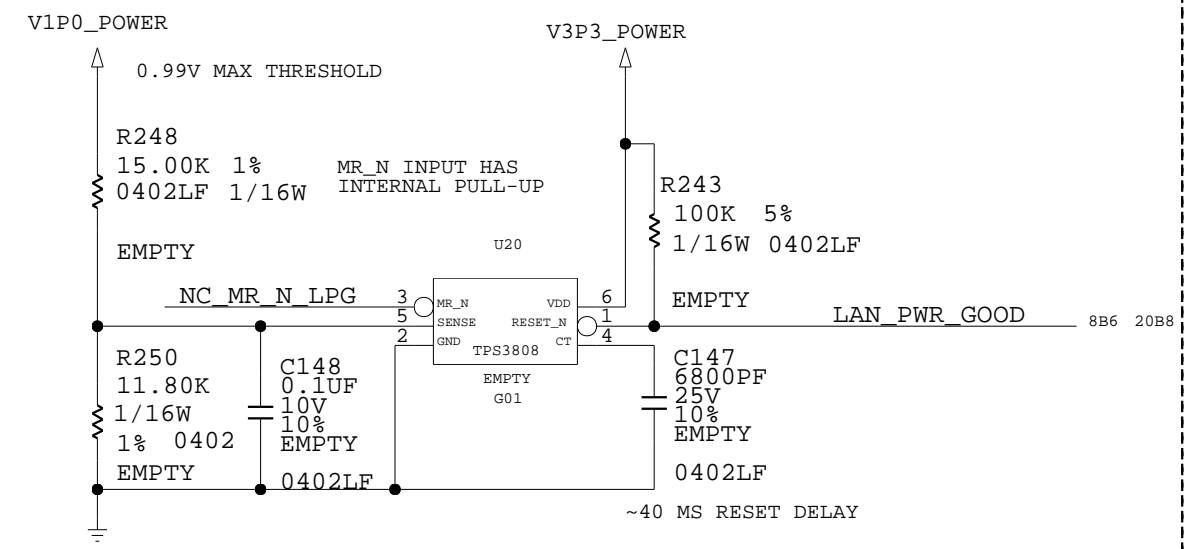 V1P0_POWER
V3P3_POWER
0.99V MAX THRESHOLD
R248
15.00K 1%
0402LF 1/16W
EMPTY
MR_N INPUT HAS
INTERNAL PULL-UP
R243
100K 5%
1/16W 0402LF
EMPTY
U20
NC_MR_N_LPG
3
5
2
MR_N
SENSE
GND
VDD
RESET_N
CT
TPS3808
6
1
4
EMPTY
G01
LAN_PWR_GOOD
8B6 20B8
R250
11.80K
1/16W
1% 0402
EMPTY
C148
0.1UF
10V
10%
EMPTY
0402LF
C147
6800PF
25V
10%
EMPTY
0402LF
~40 MS RESET DELAY